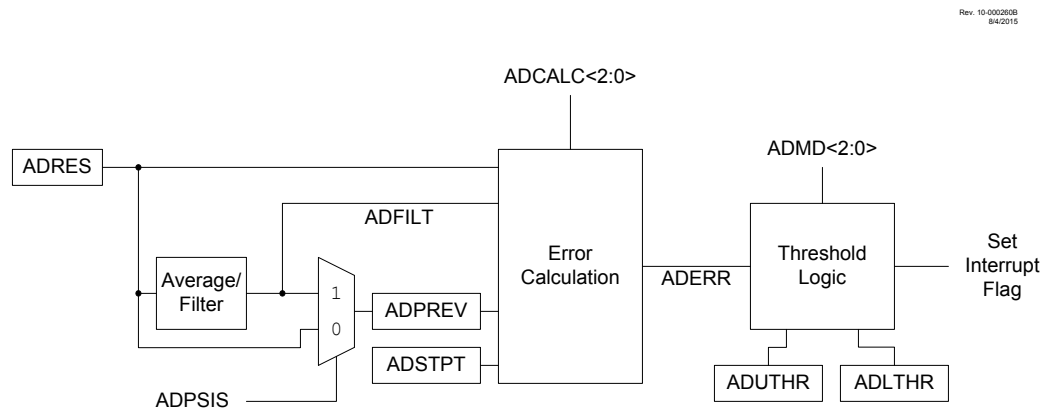 Rev. 10-000260B
8/4/2015
ADCALC<2:0>
ADRES
ADMD<2:0>
ADFILT
Average/
Filter
1
0
ADPREV
ADSTPT
ADPSIS
Error
Calculation
ADERR
Threshold
Logic
Set
Interrupt
Flag
ADUTHR
ADLTHR